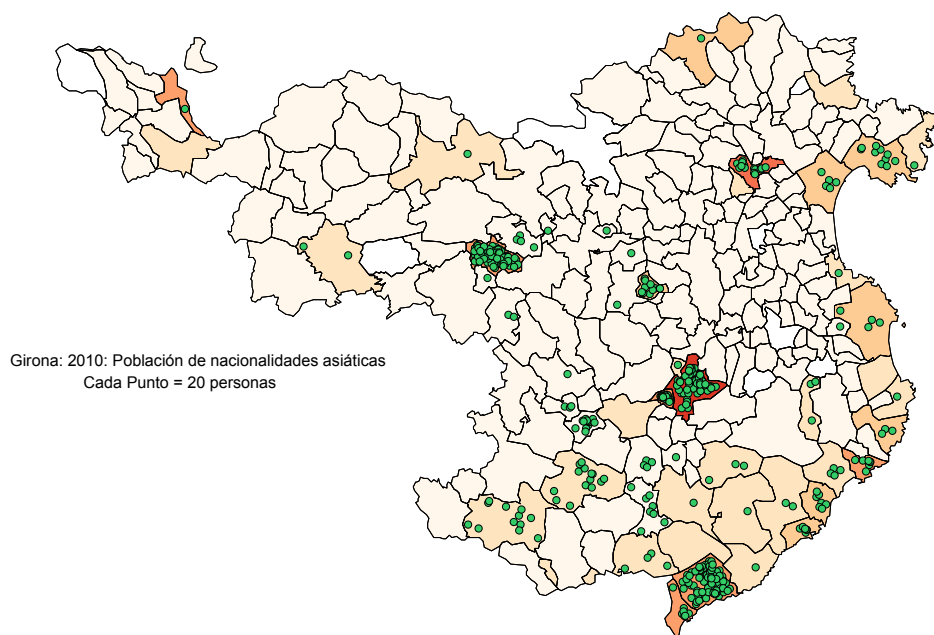 Girona: 2010: Población de nacionalidades asiáticas
Cada Punto = 20 personas